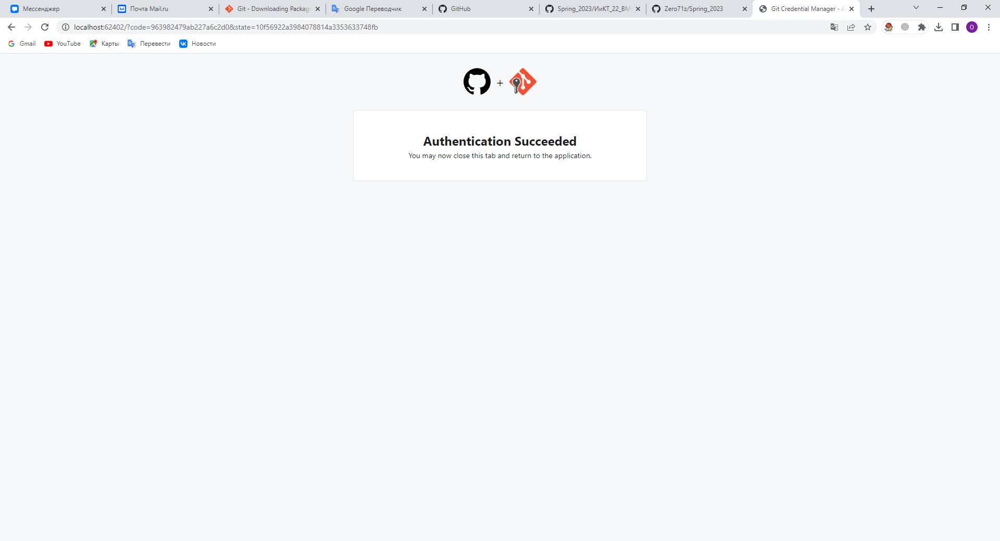 Мессенджер
Почта Mail.ru
Git - Downloading Packag
Google Переводчик
GitHub
Spring_2023/ИиКТ_22_ВМ
Zero71z/Spring_2023
Git Credential Manager - A
localhost:62402/?code=963982479ab227a6c2d0&state=10f56922a3984078814a3353633748fb
O
Gmail
YouTube
Карты
Перевести
Новости
+
Authentication Succeeded
You may now close this tab and return to the application.